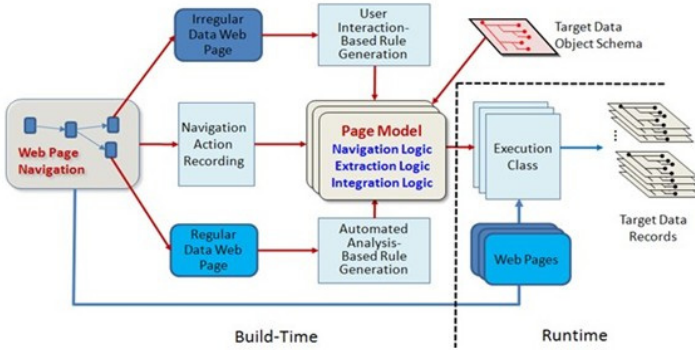 Irregular
Data Web
Page
User
Interaction-
Based Rule
Generation
Target Data
Object Schema
Web Page
Navigation
Navigation
Action
Recording
Page Model
Navigation Logic
Extraction Logic
Integration Logic
Execution
Class
Target Data
Records
Regular
Data Web
Page
Automated
Analysis-
Based Rule
Generation
Web Pages
Build-Time
Runtime